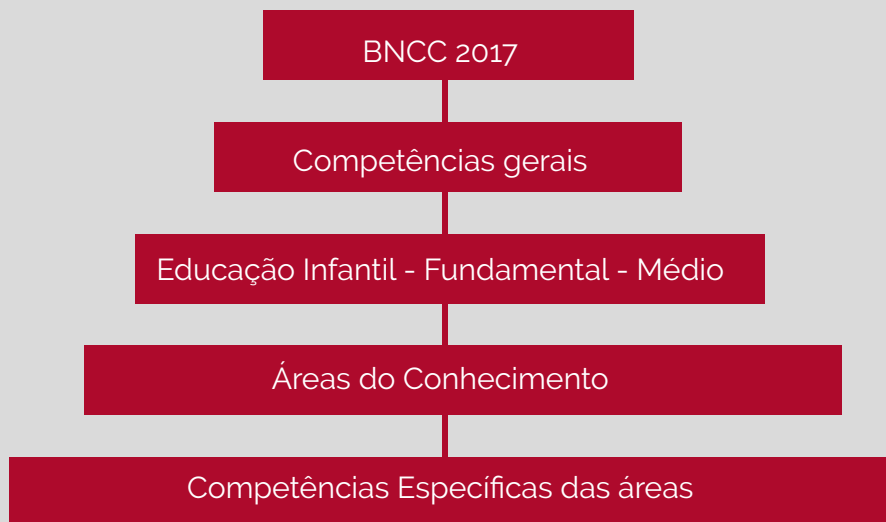 BNCC 2017
Competências gerais
Educação Infantil - Fundamental - Médio
Áreas do Conhecimento
Competências Específicas das áreas